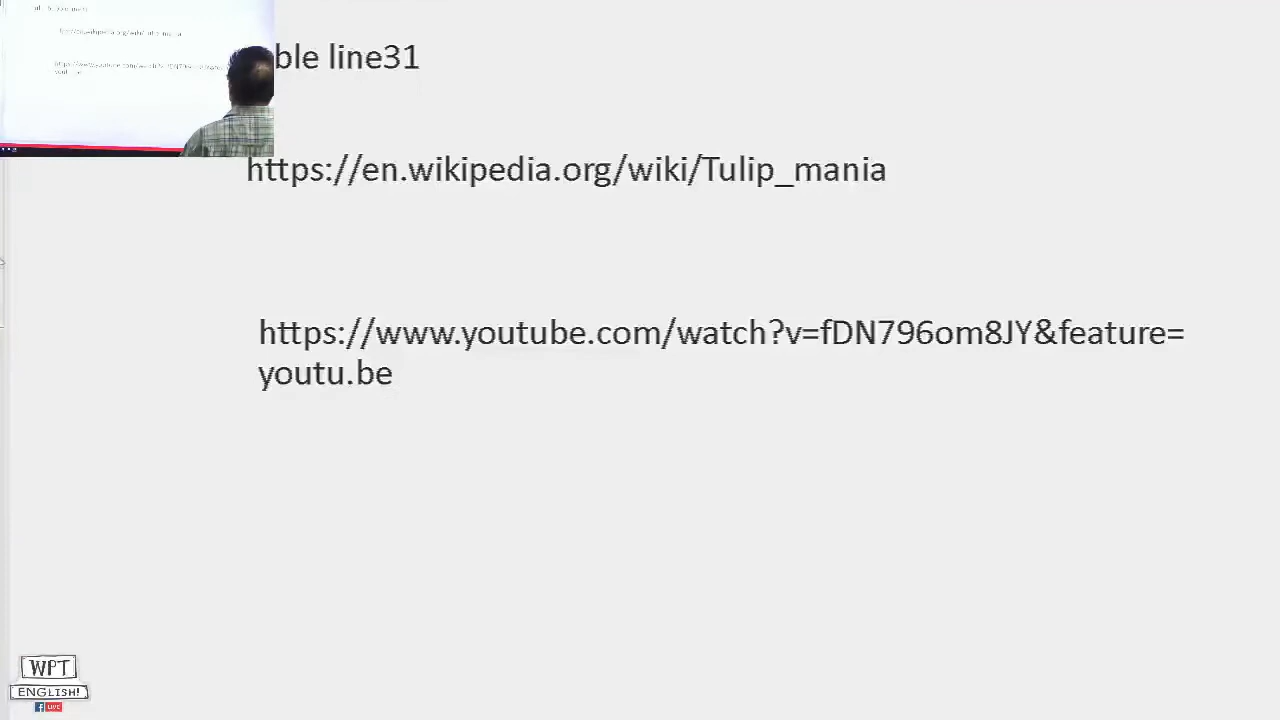 ble line31
https://en.wikipedia.org/wiki/Tulip_mania
https://www.youtube.com/watch?v=fDN796om8JY&feature=
youtu.be
WPT
ENGLISH!
LIVE